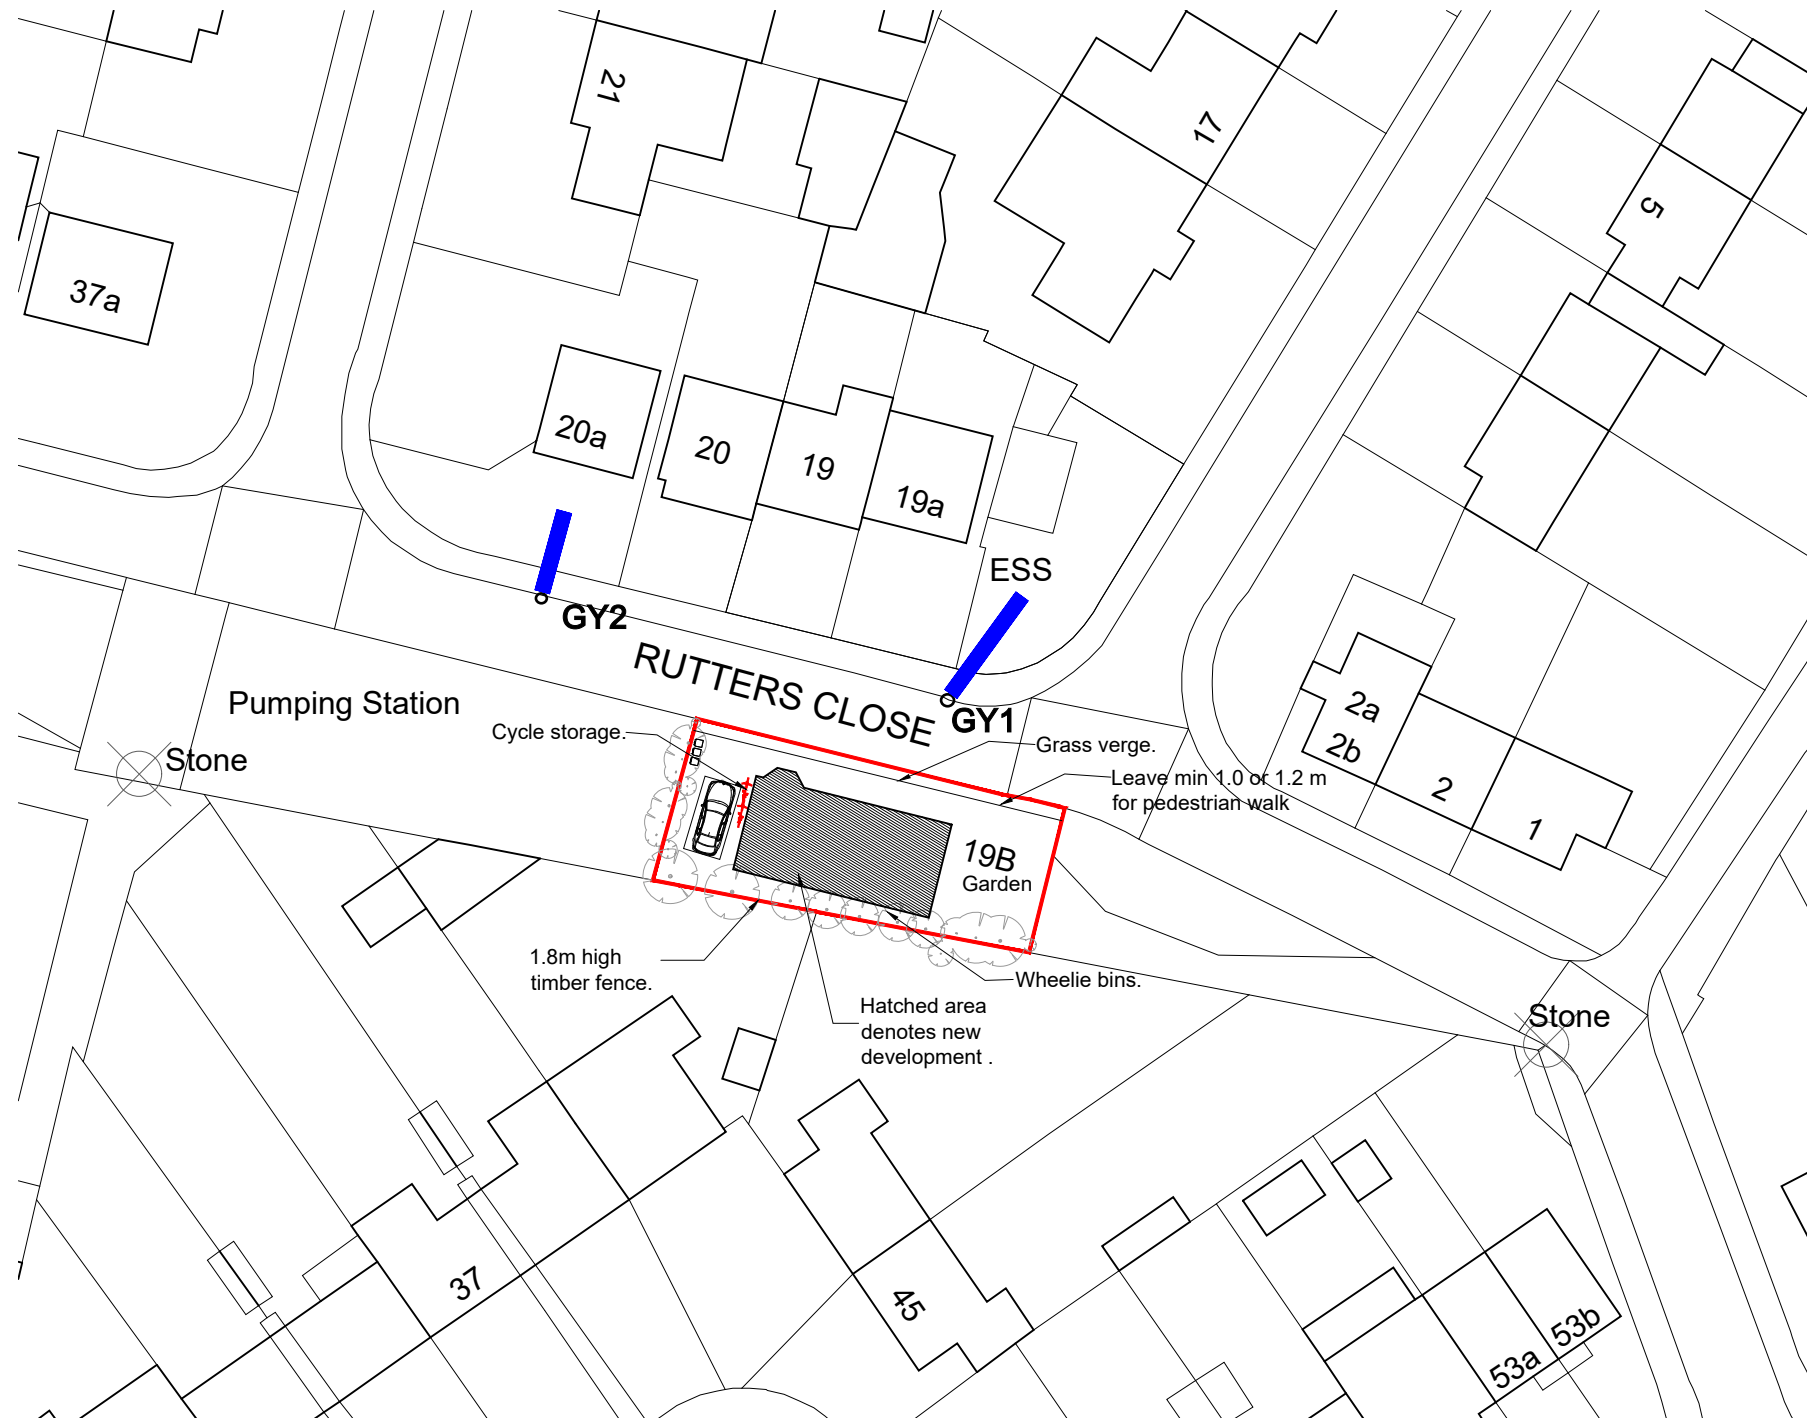 21
17
5
37a
20a
20
19
19a
ESS
GY2
RUTTERS CLOSE
GY1
Pumping Station
Cycle storage.
Grass verge.
Stone
Leave min 1.0 or 1.2 m
for pedestrian walk
2a
2b
2
1
19B
Garden
1.8m high
timber fence.
Wheelie bins.
Hatched area
denotes new
development .
Stone
37
45
53a
53b